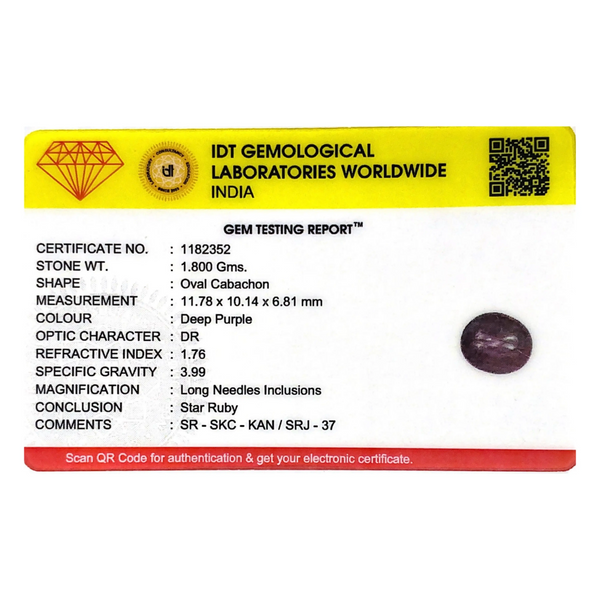 IDT GEMOLOGICAL
LABORATORIES WORLDWIDE
INDIA
GEM TESTING REPORT™
CERTIFICATE NO. : 1182352
STONE WT. : 1.800 Gms.
SHAPE : Oval Cabachon
MEASUREMENT : 11.78 x 10.14 x 6.81 mm
COLOUR : Deep Purple
OPTIC CHARACTER : DR
REFRACTIVE INDEX : 1.76
SPECIFIC GRAVITY : 3.99
MAGNIFICATION : Long Needles Inclusions
CONCLUSION : Star Ruby
COMMENTS : SR - SKC - KAN / SRJ - 37
Scan QR Code for authentication & get your electronic certificate.